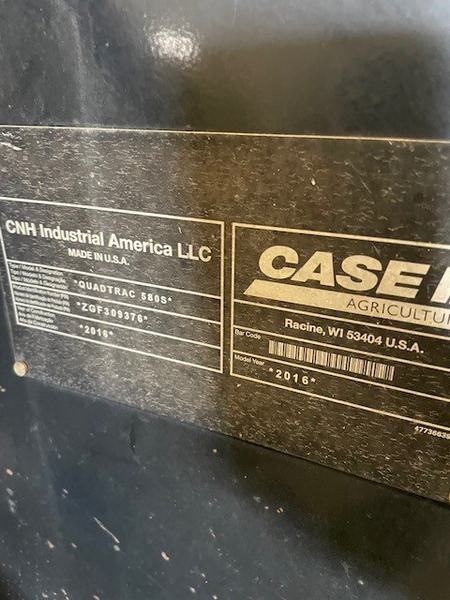 CNH Industrial America LLC
MADE IN U.S.A.
*QUADTRAC 580S*
*ZGF309376*
*2016*
CASE
AGRICULTU
Racine, WI 53404 U.S.A.
Bar Code
Model Year
*2016*
4773663